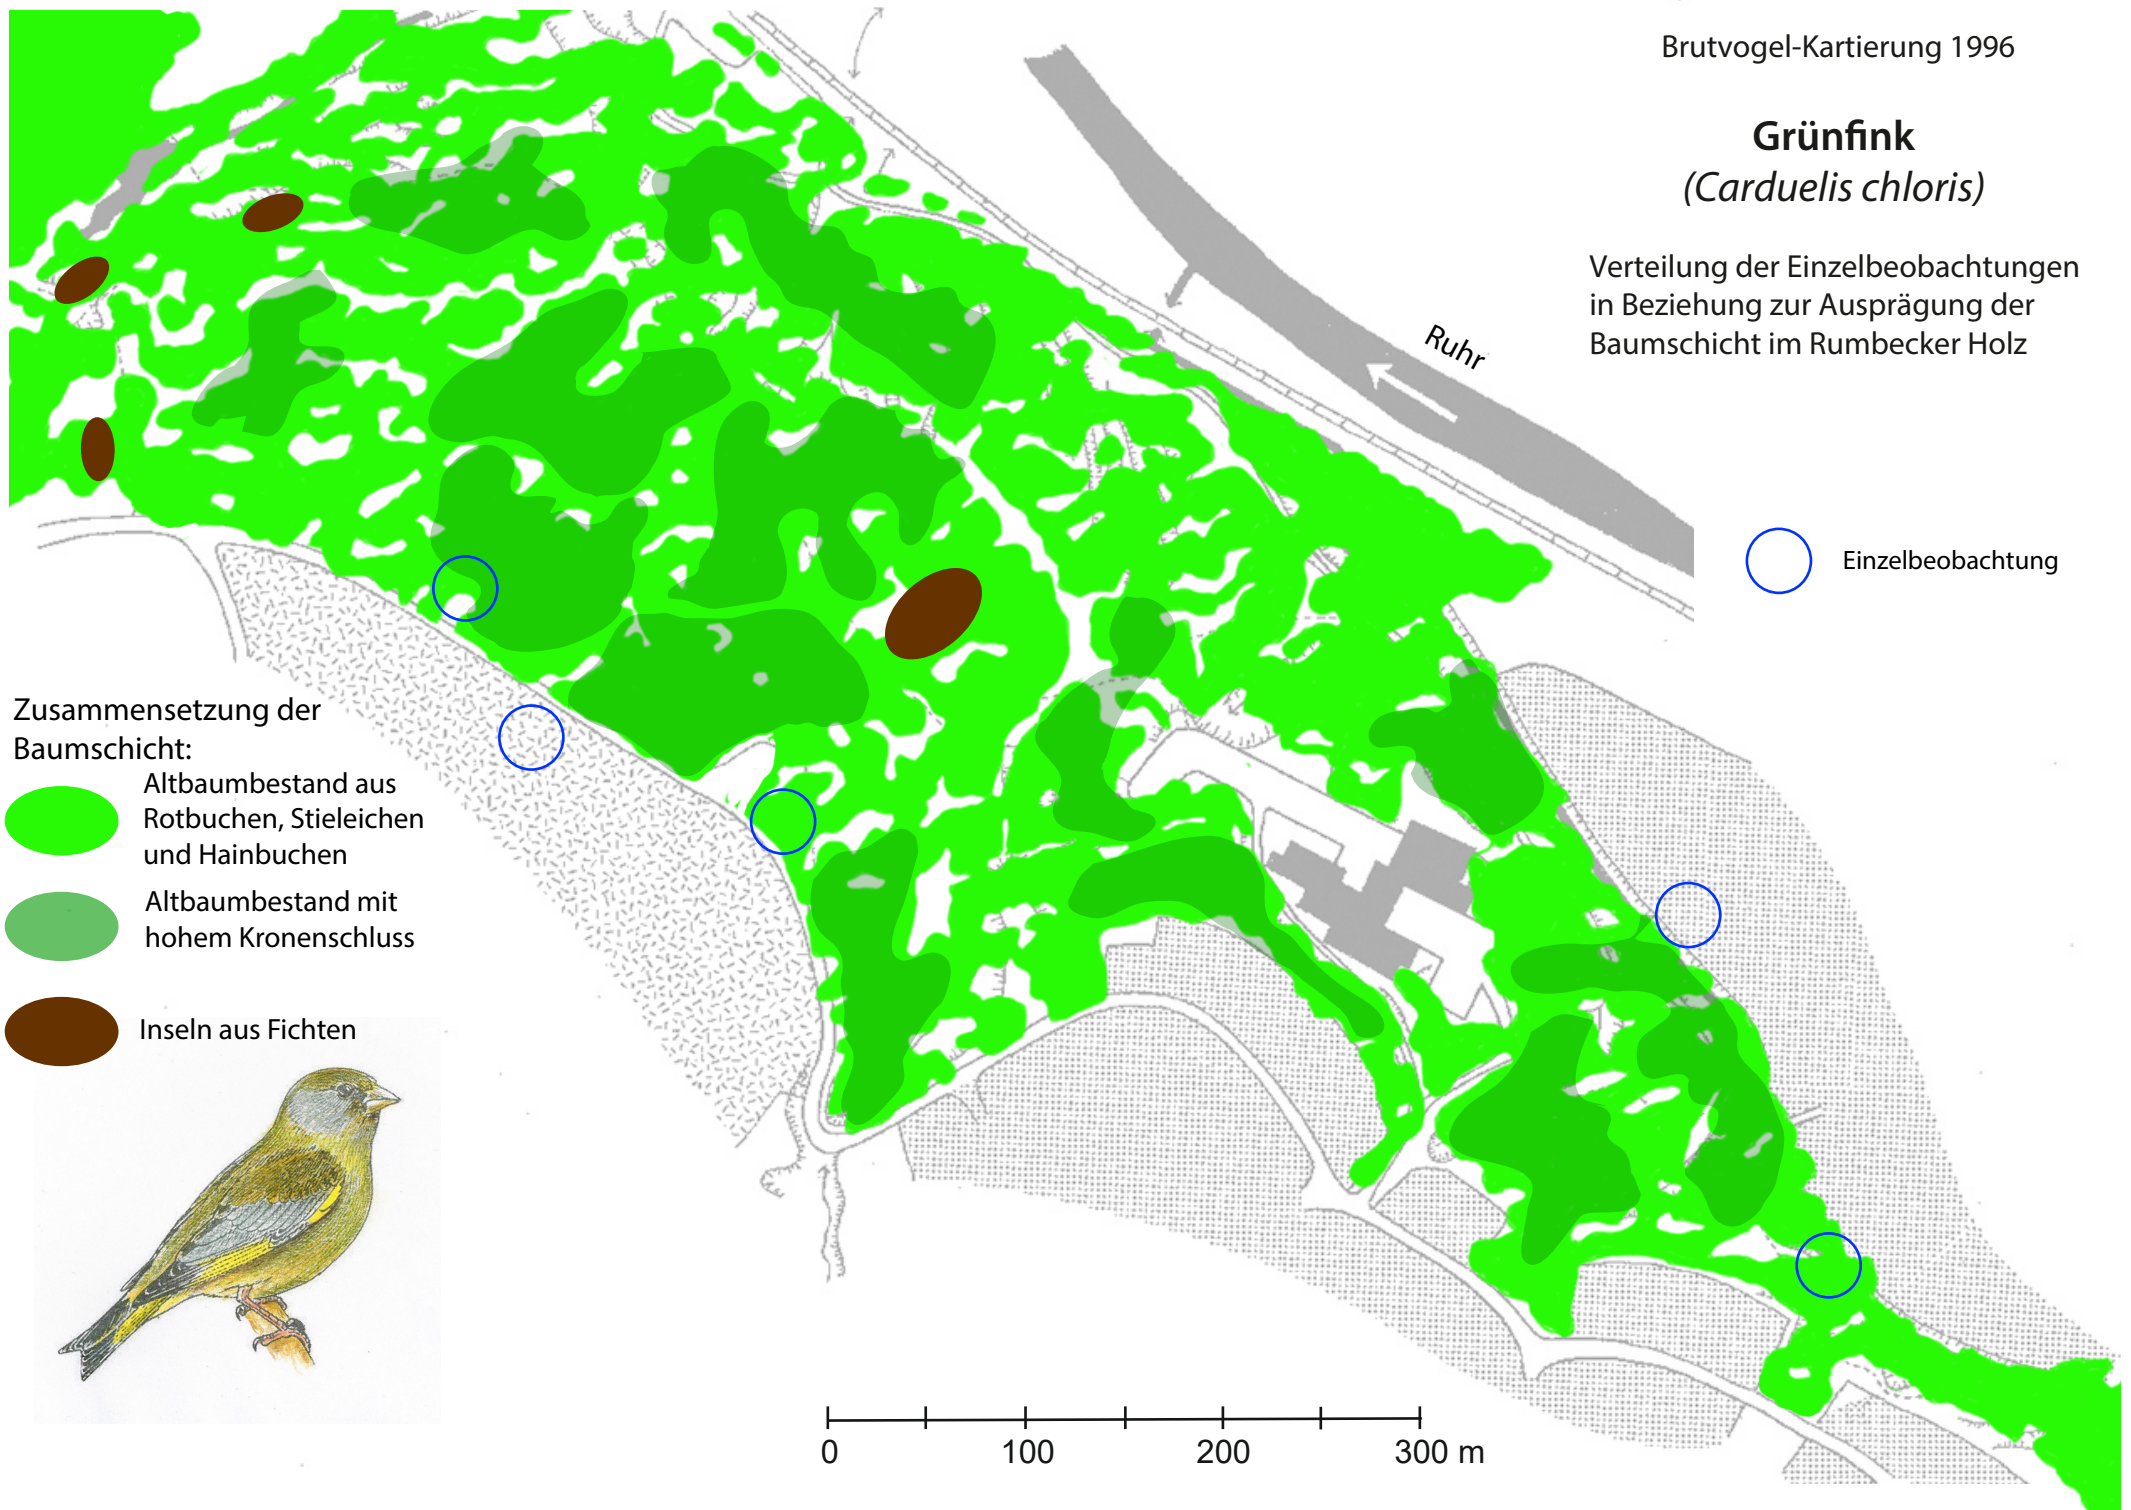 Brutvogel-Kartierung 1996
Grünfink
(Carduelis chloris)
Verteilung der Einzelbeobachtungen
in Beziehung zur Ausprägung der
Baumschicht im Rumbecker Holz
Ruhr
Einzelbeobachtung
Zusammensetzung der
Baumschicht:
Altbaumbestand aus
Rotbuchen, Stieleichen
und Hainbuchen
Altbaumbestand mit
hohem Kronenschluss
Inseln aus Fichten
0 100 200 300 m